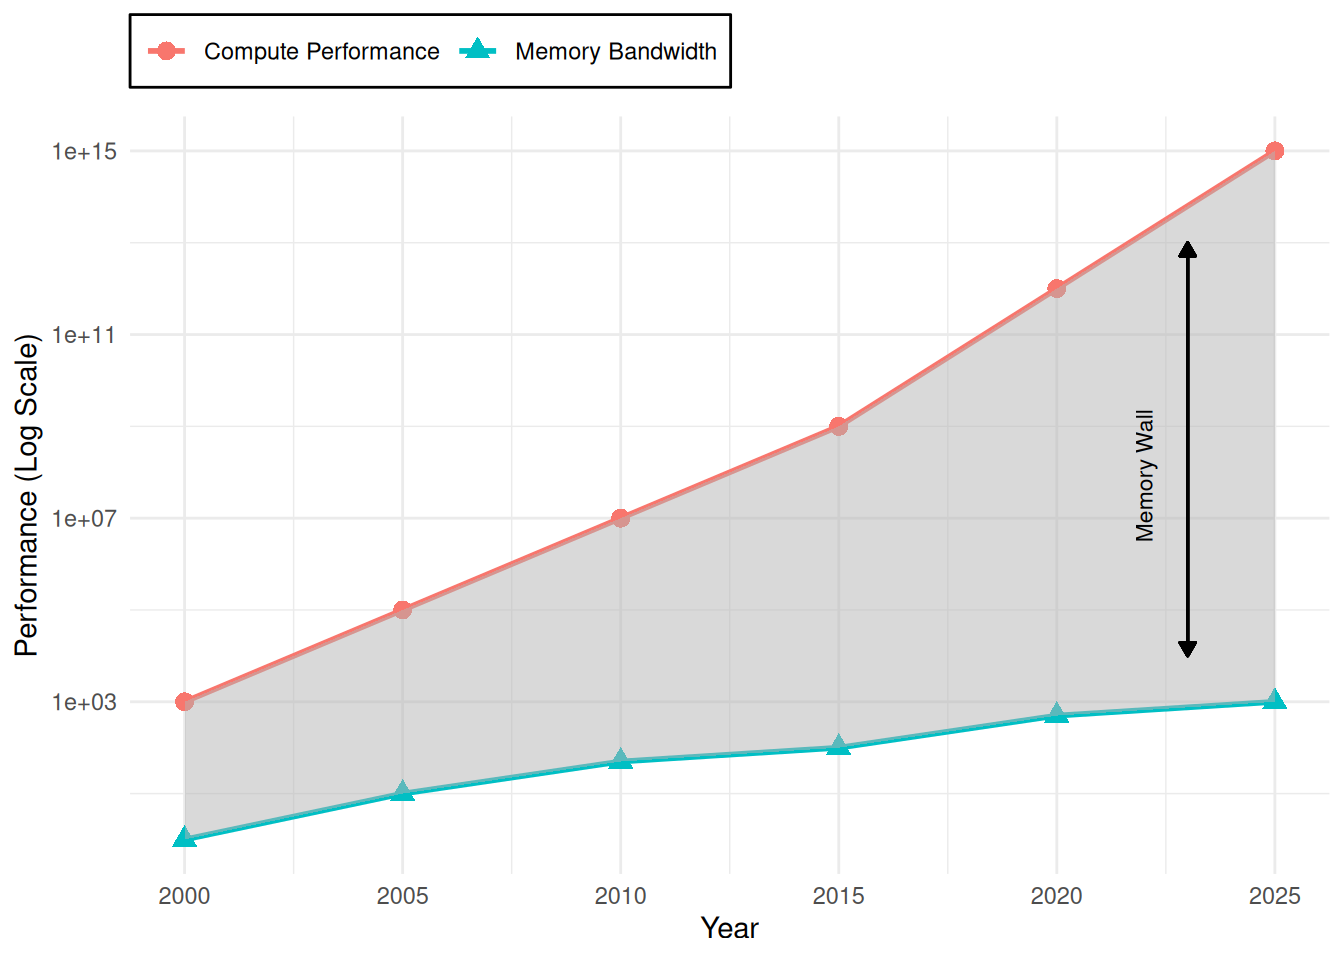 Compute Performance
Memory Bandwidth
1e+15
1e+11
1e+07
1e+03
Performance (Log Scale)
Memory Wall
2000
2005
2010
2015
2020
2025
Year